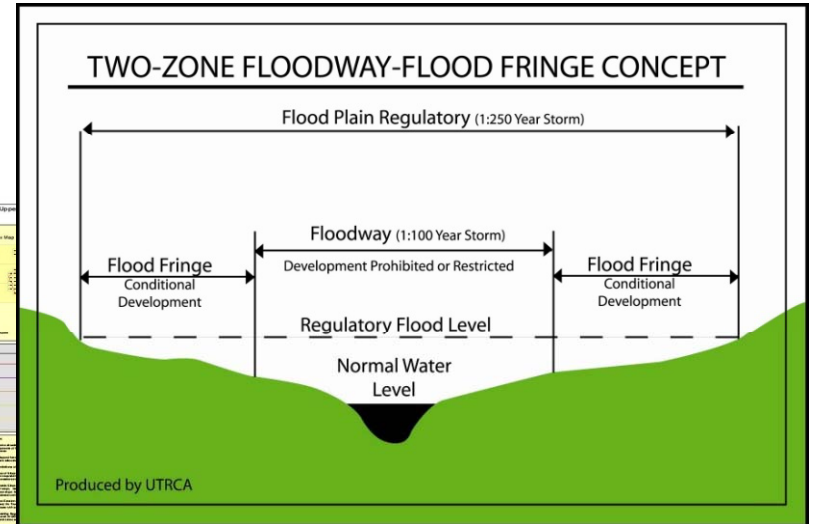 TWO-ZONE FLOODWAY-FLOOD FRINGE CONCEPT
Flood Plain Regulatory (1:250 Year Storm)
Floodway (1:100 Year Storm)
Development Prohibited or Restricted
Flood Fringe
Conditional
Development
Flood Fringe
Conditional
Development
Regulatory Flood Level
Normal Water
Level
Produced by UTRCA